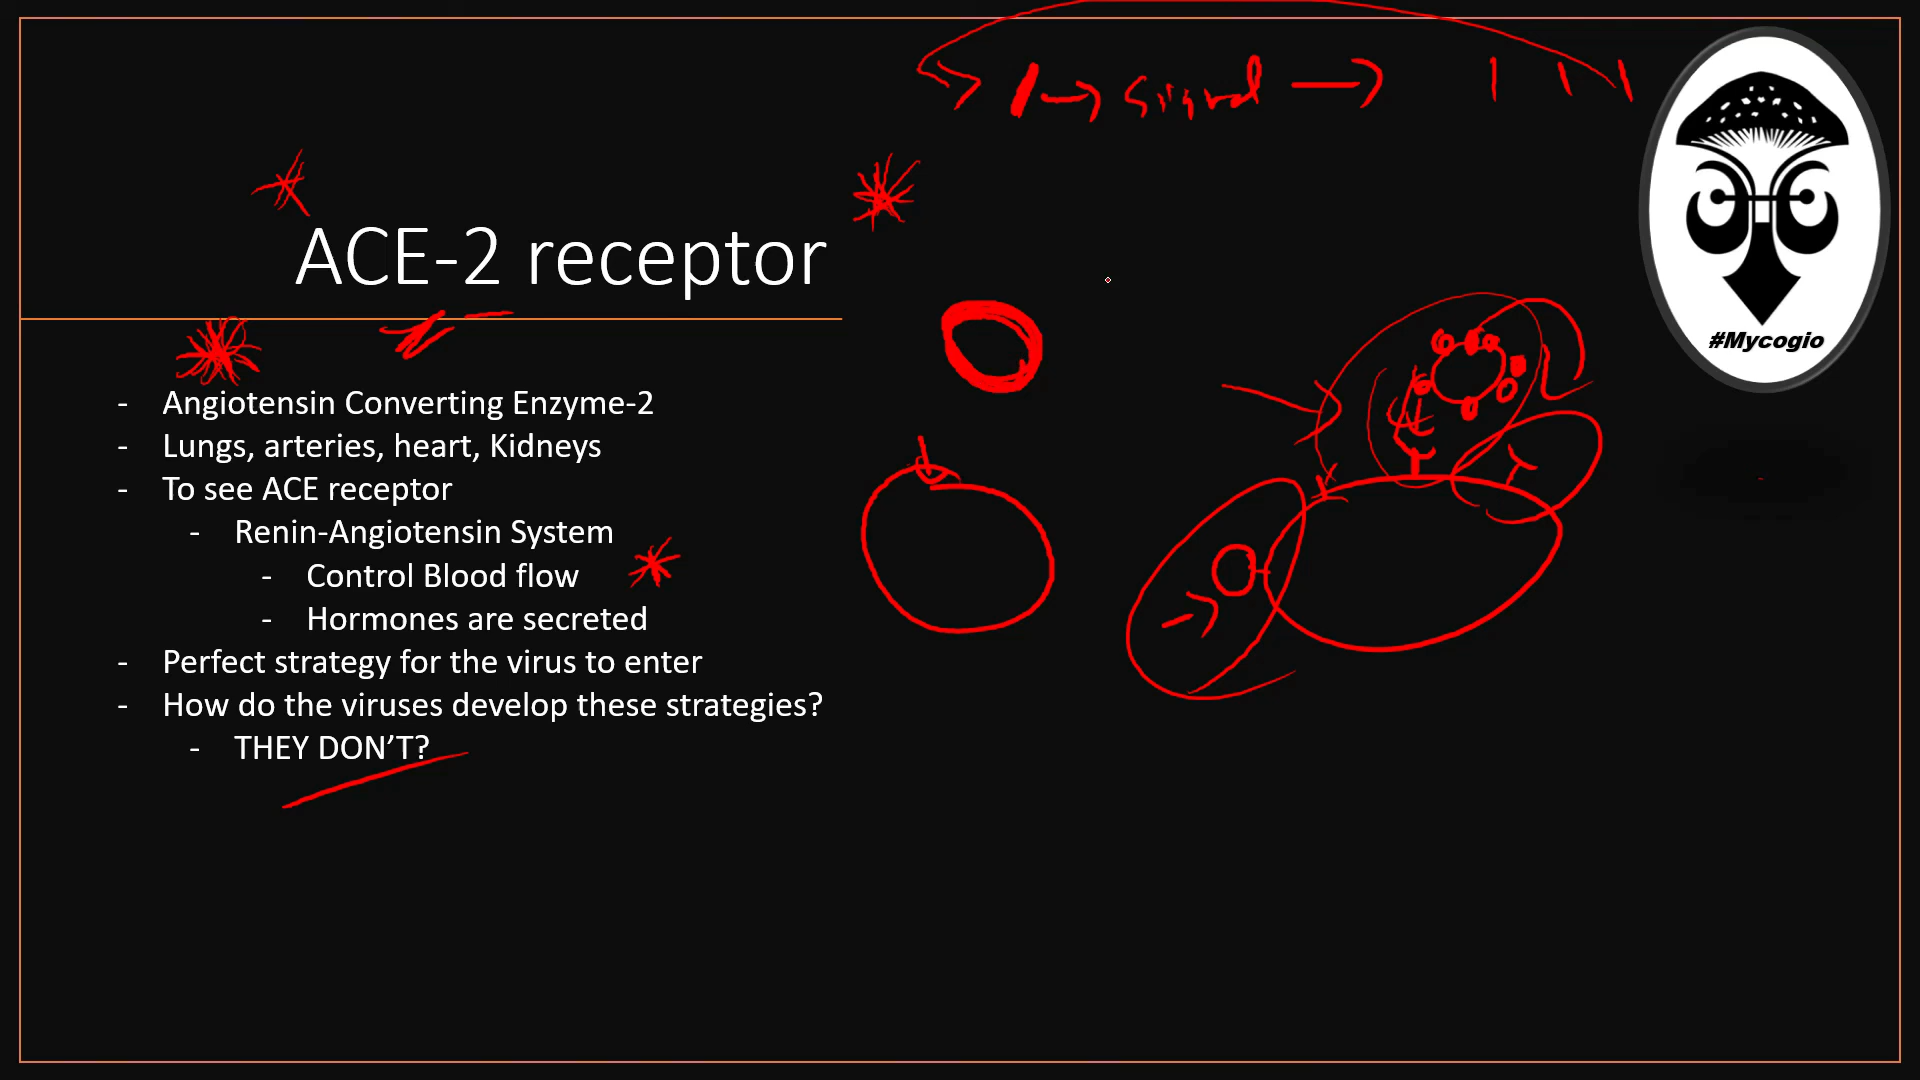 signal
ACE-2 receptor
#Mycogio
- Angiotensin Converting Enzyme-2
- Lungs, arteries, heart, Kidneys
- To see ACE receptor
- Renin-Angiotensin System
- Control Blood flow
- Hormones are secreted
- Perfect strategy for the virus to enter
- How do the viruses develop these strategies?
- THEY DON’T?